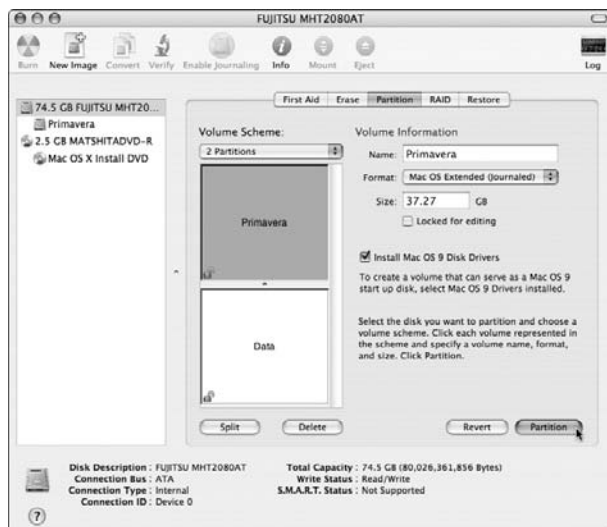 FUJITSU MHT2080AT
Burn New Image Convert Verify Enable Journaling Info Mount Eject Log
74.5 GB FUJITSU MHT20...
Primavera
2.5 GB MATSHITADVD-R
Mac OS X Install DVD
First Aid Erase Partition RAID Restore
Volume Scheme:
2 Partitions
Primavera
Data
Split Delete
Volume Information
Name: Primavera
Format: Mac OS Extended (Journaled)
Size: 37.27 GB
Locked for editing
Install Mac OS 9 Disk Drivers
To create a volume that can serve as a Mac OS 9
start up disk, select Mac OS 9 Drivers installed.
Select the disk you want to partition and choose a
volume scheme. Click each volume represented in
the scheme and specify a volume name, format,
and size. Click Partition.
Revert Partition
Disk Description : FUJITSU MHT2080AT
Connection Bus : ATA
Connection Type : Internal
Connection ID : Device 0
Total Capacity : 74.5 GB (80,026,361,856 Bytes)
Write Status : Read/Write
S.M.A.R.T. Status : Not Supported
?